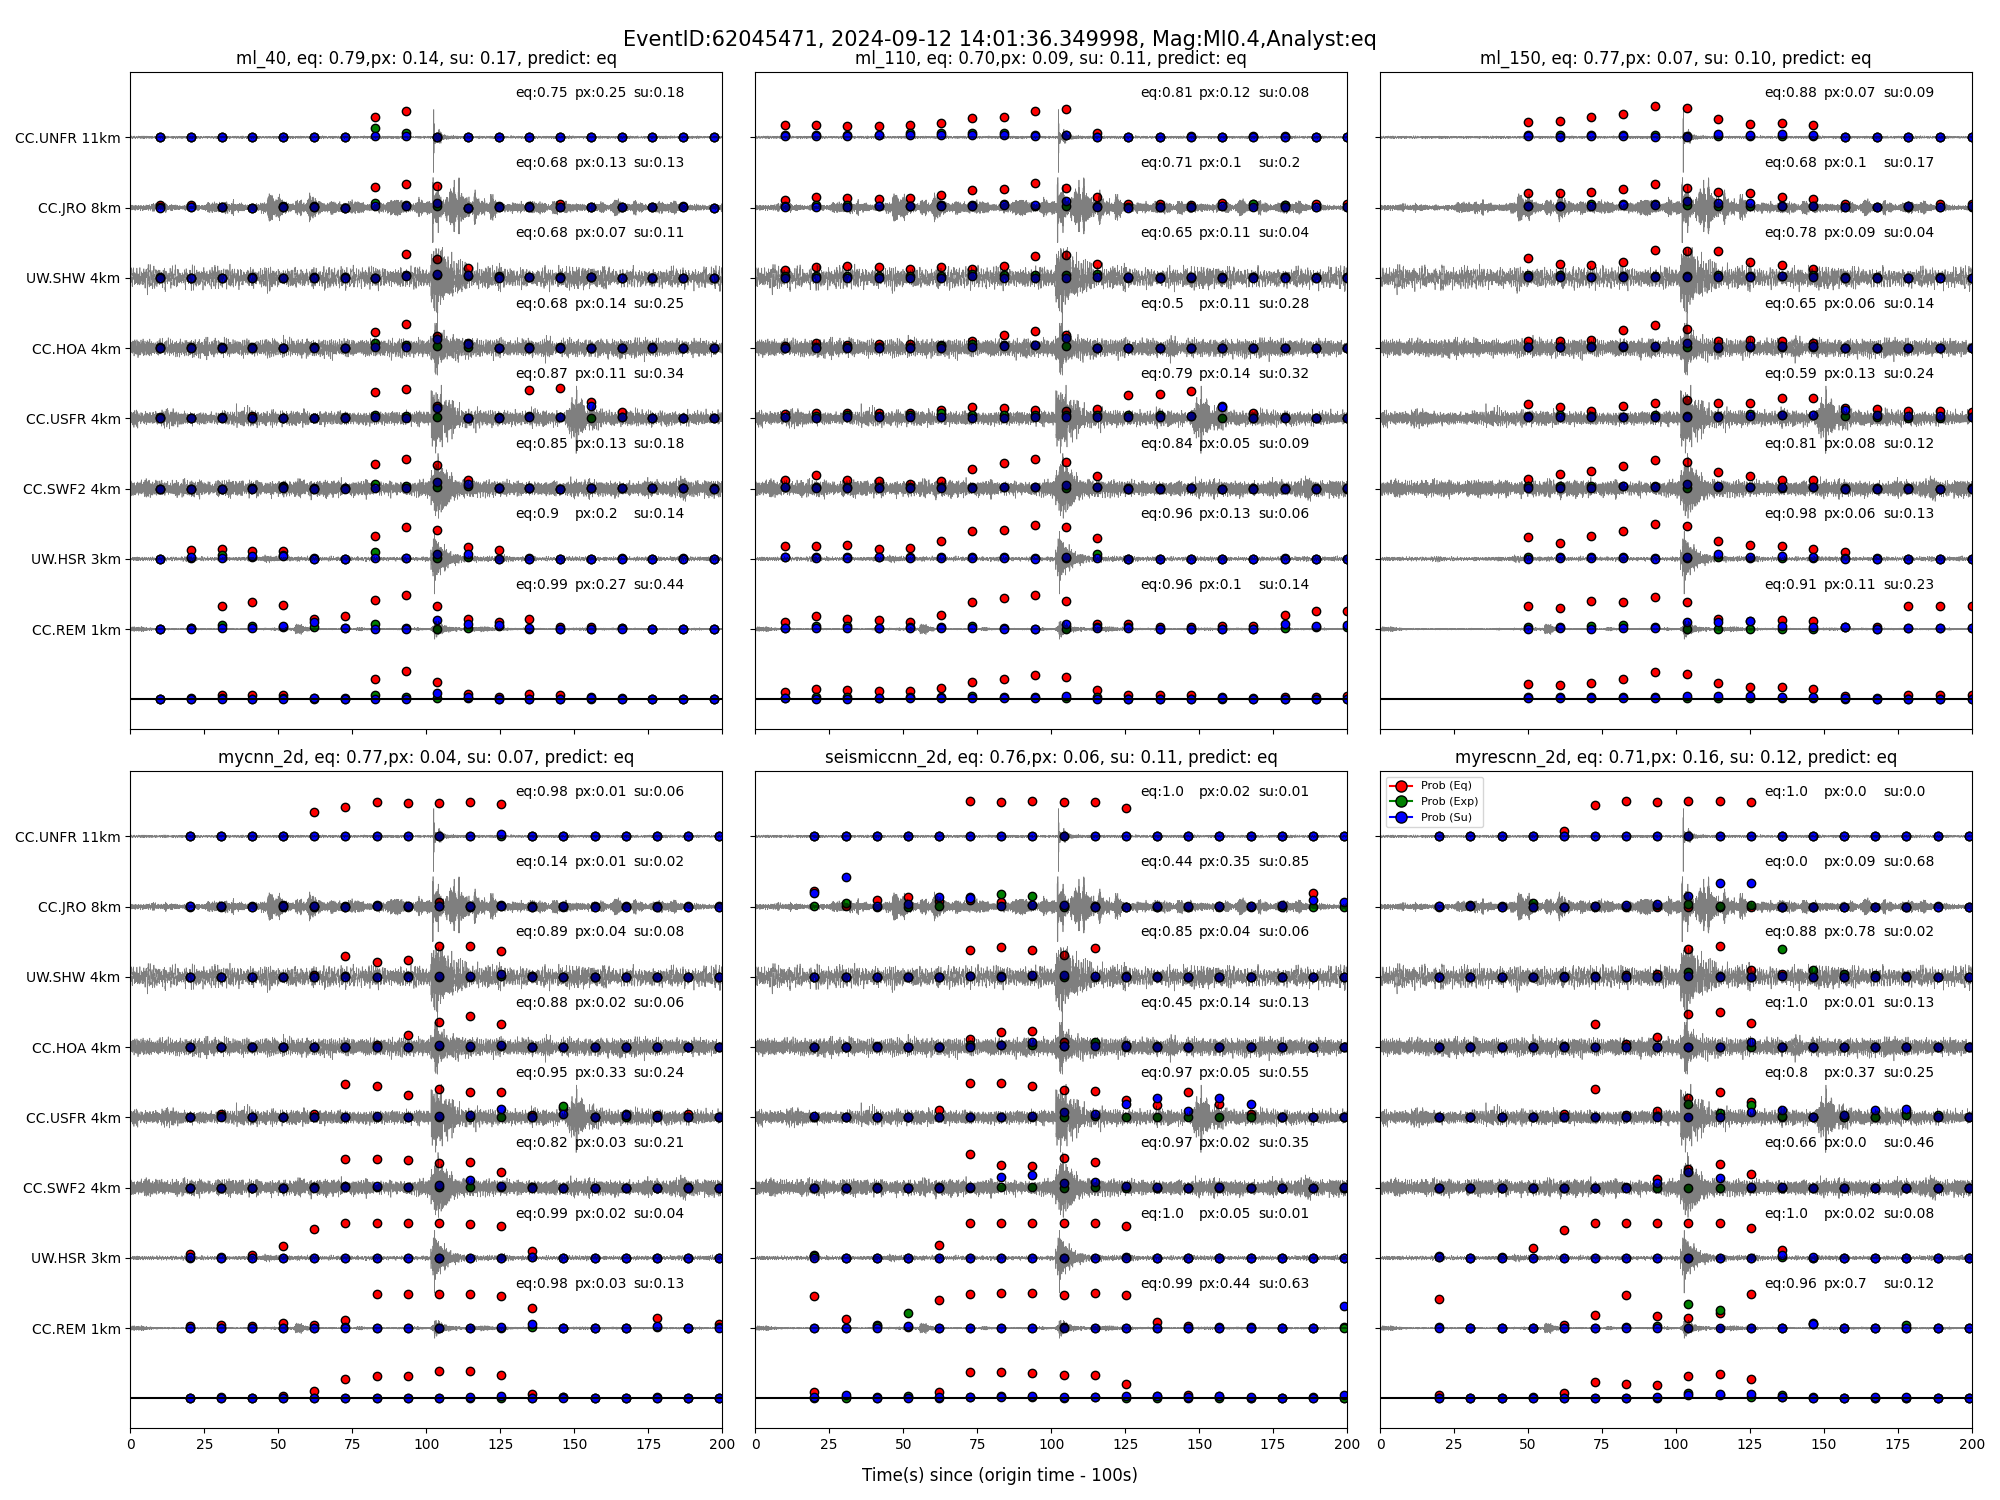 EventID:62045471, 2024-09-12 14:01:36.349998, Mag:Ml0.4,Analyst:eq
ml_40, eq: 0.79,px: 0.14, su: 0.17, predict: eq
eq:0.75 px:0.25 su:0.18
CC.UNFR 11km
eq:0.68 px:0.13 su:0.13
CC.JRO 8km
eq:0.68 px:0.07 su:0.11
UW.SHW 4km
eq:0.68 px:0.14 su:0.25
CC.HOA 4km
eq:0.87 px:0.11 su:0.34
CC.USFR 4km
eq:0.85 px:0.13 su:0.18
CC.SWF2 4km
eq:0.9 px:0.2 su:0.14
UW.HSR 3km
eq:0.99 px:0.27 su:0.44
CC.REM 1km
ml_110, eq: 0.70,px: 0.09, su: 0.11, predict: eq
eq:0.81 px:0.12 su:0.08
eq:0.71 px:0.1 su:0.2
eq:0.65 px:0.11 su:0.04
eq:0.5 px:0.11 su:0.28
eq:0.79 px:0.14 su:0.32
eq:0.84 px:0.05 su:0.09
eq:0.96 px:0.13 su:0.06
eq:0.96 px:0.1 su:0.14
ml_150, eq: 0.77,px: 0.07, su: 0.10, predict: eq
eq:0.88 px:0.07 su:0.09
eq:0.68 px:0.1 su:0.17
eq:0.78 px:0.09 su:0.04
eq:0.65 px:0.06 su:0.14
eq:0.59 px:0.13 su:0.24
eq:0.81 px:0.08 su:0.12
eq:0.98 px:0.06 su:0.13
eq:0.91 px:0.11 su:0.23
mycnn_2d, eq: 0.77,px: 0.04, su: 0.07, predict: eq
eq:0.98 px:0.01 su:0.06
CC.UNFR 11km
eq:0.14 px:0.01 su:0.02
CC.JRO 8km
eq:0.89 px:0.04 su:0.08
UW.SHW 4km
eq:0.88 px:0.02 su:0.06
CC.HOA 4km
eq:0.95 px:0.33 su:0.24
CC.USFR 4km
eq:0.82 px:0.03 su:0.21
CC.SWF2 4km
eq:0.99 px:0.02 su:0.04
UW.HSR 3km
eq:0.98 px:0.03 su:0.13
CC.REM 1km
0 25 50 75 100 125 150 175 200
seismiccnn_2d, eq: 0.76,px: 0.06, su: 0.11, predict: eq
eq:1.0 px:0.02 su:0.01
eq:0.44 px:0.35 su:0.85
eq:0.85 px:0.04 su:0.06
eq:0.45 px:0.14 su:0.13
eq:0.97 px:0.05 su:0.55
eq:0.97 px:0.02 su:0.35
eq:1.0 px:0.05 su:0.01
eq:0.99 px:0.44 su:0.63
0 25 50 75 100 125 150 175 200
myrescnn_2d, eq: 0.71,px: 0.16, su: 0.12, predict: eq
Prob (Eq)
Prob (Exp)
Prob (Su)
eq:1.0 px:0.0 su:0.0
eq:0.0 px:0.09 su:0.68
eq:0.88 px:0.78 su:0.02
eq:1.0 px:0.01 su:0.13
eq:0.8 px:0.37 su:0.25
eq:0.66 px:0.0 su:0.46
eq:1.0 px:0.02 su:0.08
eq:0.96 px:0.7 su:0.12
0 25 50 75 100 125 150 175 200
Time(s) since (origin time - 100s)